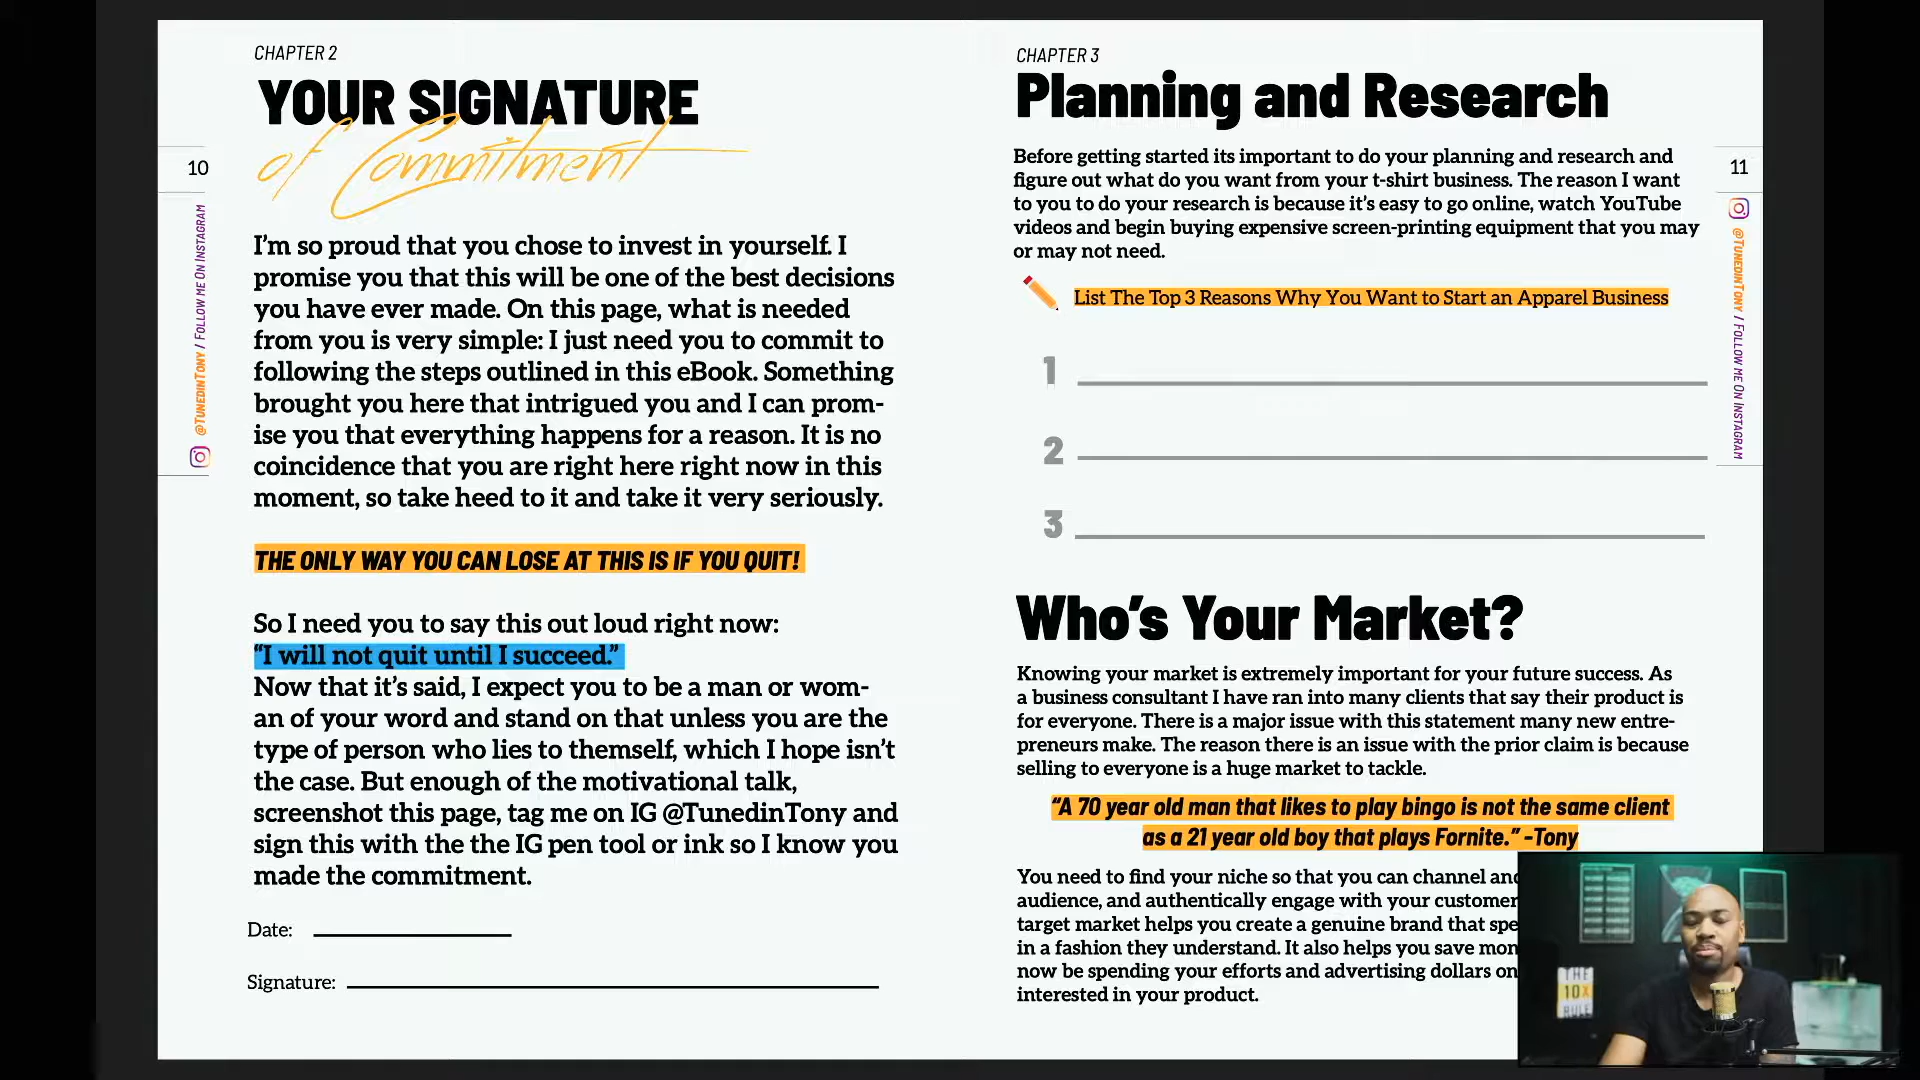 CHAPTER 2
YOUR SIGNATURE
of Commitment
10
@TUNEDINTONY / FOLLOW ME ON INSTAGRAM
I’m so proud that you chose to invest in yourself. I
promise you that this will be one of the best decisions
you have ever made. On this page, what is needed
from you is very simple: I just need you to commit to
following the steps outlined in this eBook. Something
brought you here that intrigued you and I can prom-
ise you that everything happens for a reason. It is no
coincidence that you are right here right now in this
moment, so take heed to it and take it very seriously.
THE ONLY WAY YOU CAN LOSE AT THIS IS IF YOU QUIT!
So I need you to say this out loud right now:
“I will not quit until I succeed.”
Now that it’s said, I expect you to be a man or wom-
an of your word and stand on that unless you are the
type of person who lies to themself, which I hope isn’t
the case. But enough of the motivational talk,
screenshot this page, tag me on IG @TunedinTony and
sign this with the the IG pen tool or ink so I know you
made the commitment.
Date:
Signature:
CHAPTER 3
Planning and Research
11
@TUNEDINTONY / FOLLOW ME ON INSTAGRAM
Before getting started its important to do your planning and research and
figure out what do you want from your t-shirt business. The reason I want
to you to do your research is because it’s easy to go online, watch YouTube
videos and begin buying expensive screen-printing equipment that you may
or may not need.
List The Top 3 Reasons Why You Want to Start an Apparel Business
1
2
3
Who’s Your Market?
Knowing your market is extremely important for your future success. As
a business consultant I have ran into many clients that say their product is
for everyone. There is a major issue with this statement many new entre-
preneurs make. The reason there is an issue with the prior claim is because
selling to everyone is a huge market to tackle.
“A 70 year old man that likes to play bingo is not the same client
as a 21 year old boy that plays Fornite.” -Tony
You need to find your niche so that you can channel and
audience, and authentically engage with your customer
target market helps you create a genuine brand that spe
in a fashion they understand. It also helps you save mon
now be spending your efforts and advertising dollars on
interested in your product.
THE
10X
RULE